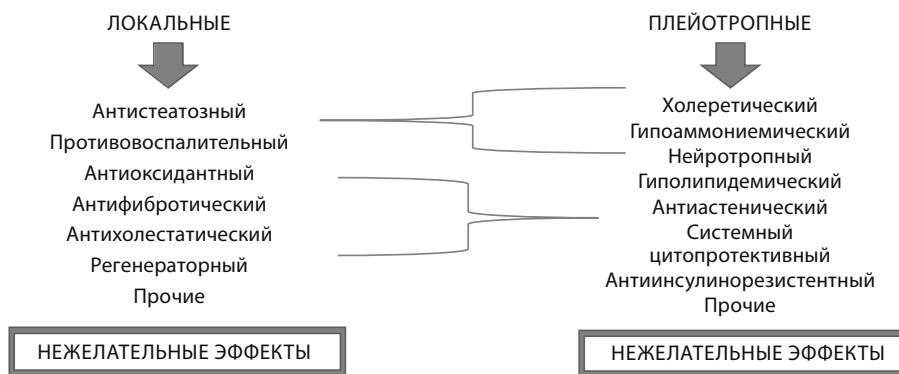 ЛОКАЛЬНЫЕ
Антистеатозный
Противовоспалительный
Антиоксидантный
Антифибротический
Антихолестатический
Регенераторный
Прочие
НЕЖЕЛАТЕЛЬНЫЕ ЭФФЕКТЫ
ПЛЕЙОТРОПНЫЕ
Холеретический
Гипоаммониемический
Нейротропный
Гиполипидемический
Антиастенический
Системный
цитопротективный
Антиинсулинорезистентный
Прочие
НЕЖЕЛАТЕЛЬНЫЕ ЭФФЕКТЫ